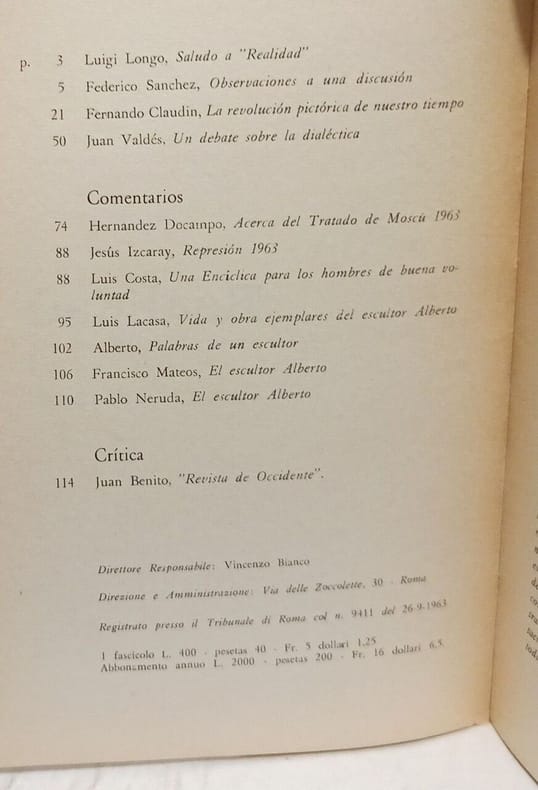 p. 3 Luigi Longo, Saludo a "Realidad"
5 Federico Sanchez, Observaciones a una discusión
21 Fernando Claudin, La revolución pictórica de nuestro tiempo
50 Juan Valdés, Un debate sobre la dialéctica
Comentarios
74 Hernandez Docampo, Acerca del Tratado de Moscú 1963
88 Jesús Izcaray, Represión 1963
88 Luis Costa, Una Enciclica para los hombres de buena vo-
luntad
95 Luis Lacasa, Vida y obra ejemplares del escultor Alberto
102 Alberto, Palabras de un escultor
106 Francisco Mateos, El escultor Alberto
110 Pablo Neruda, El escultor Alberto
Crítica
114 Juan Benito, "Revista de Occidente".
Direttore Responsabile: Vincenzo Bianco
Direzione e Amministrazione: Via delle Zoccolette, 30 - Roma
Registrato presso il Tribunale di Roma col n. 9411 del 26-9-1963
1 fascicolo L. 400 - pesetas 40 - Fr. 5 dollari 1,25
Abbonamento annuo L. 2000 - pesetas 200 - Fr. 16 dollari 6,5.